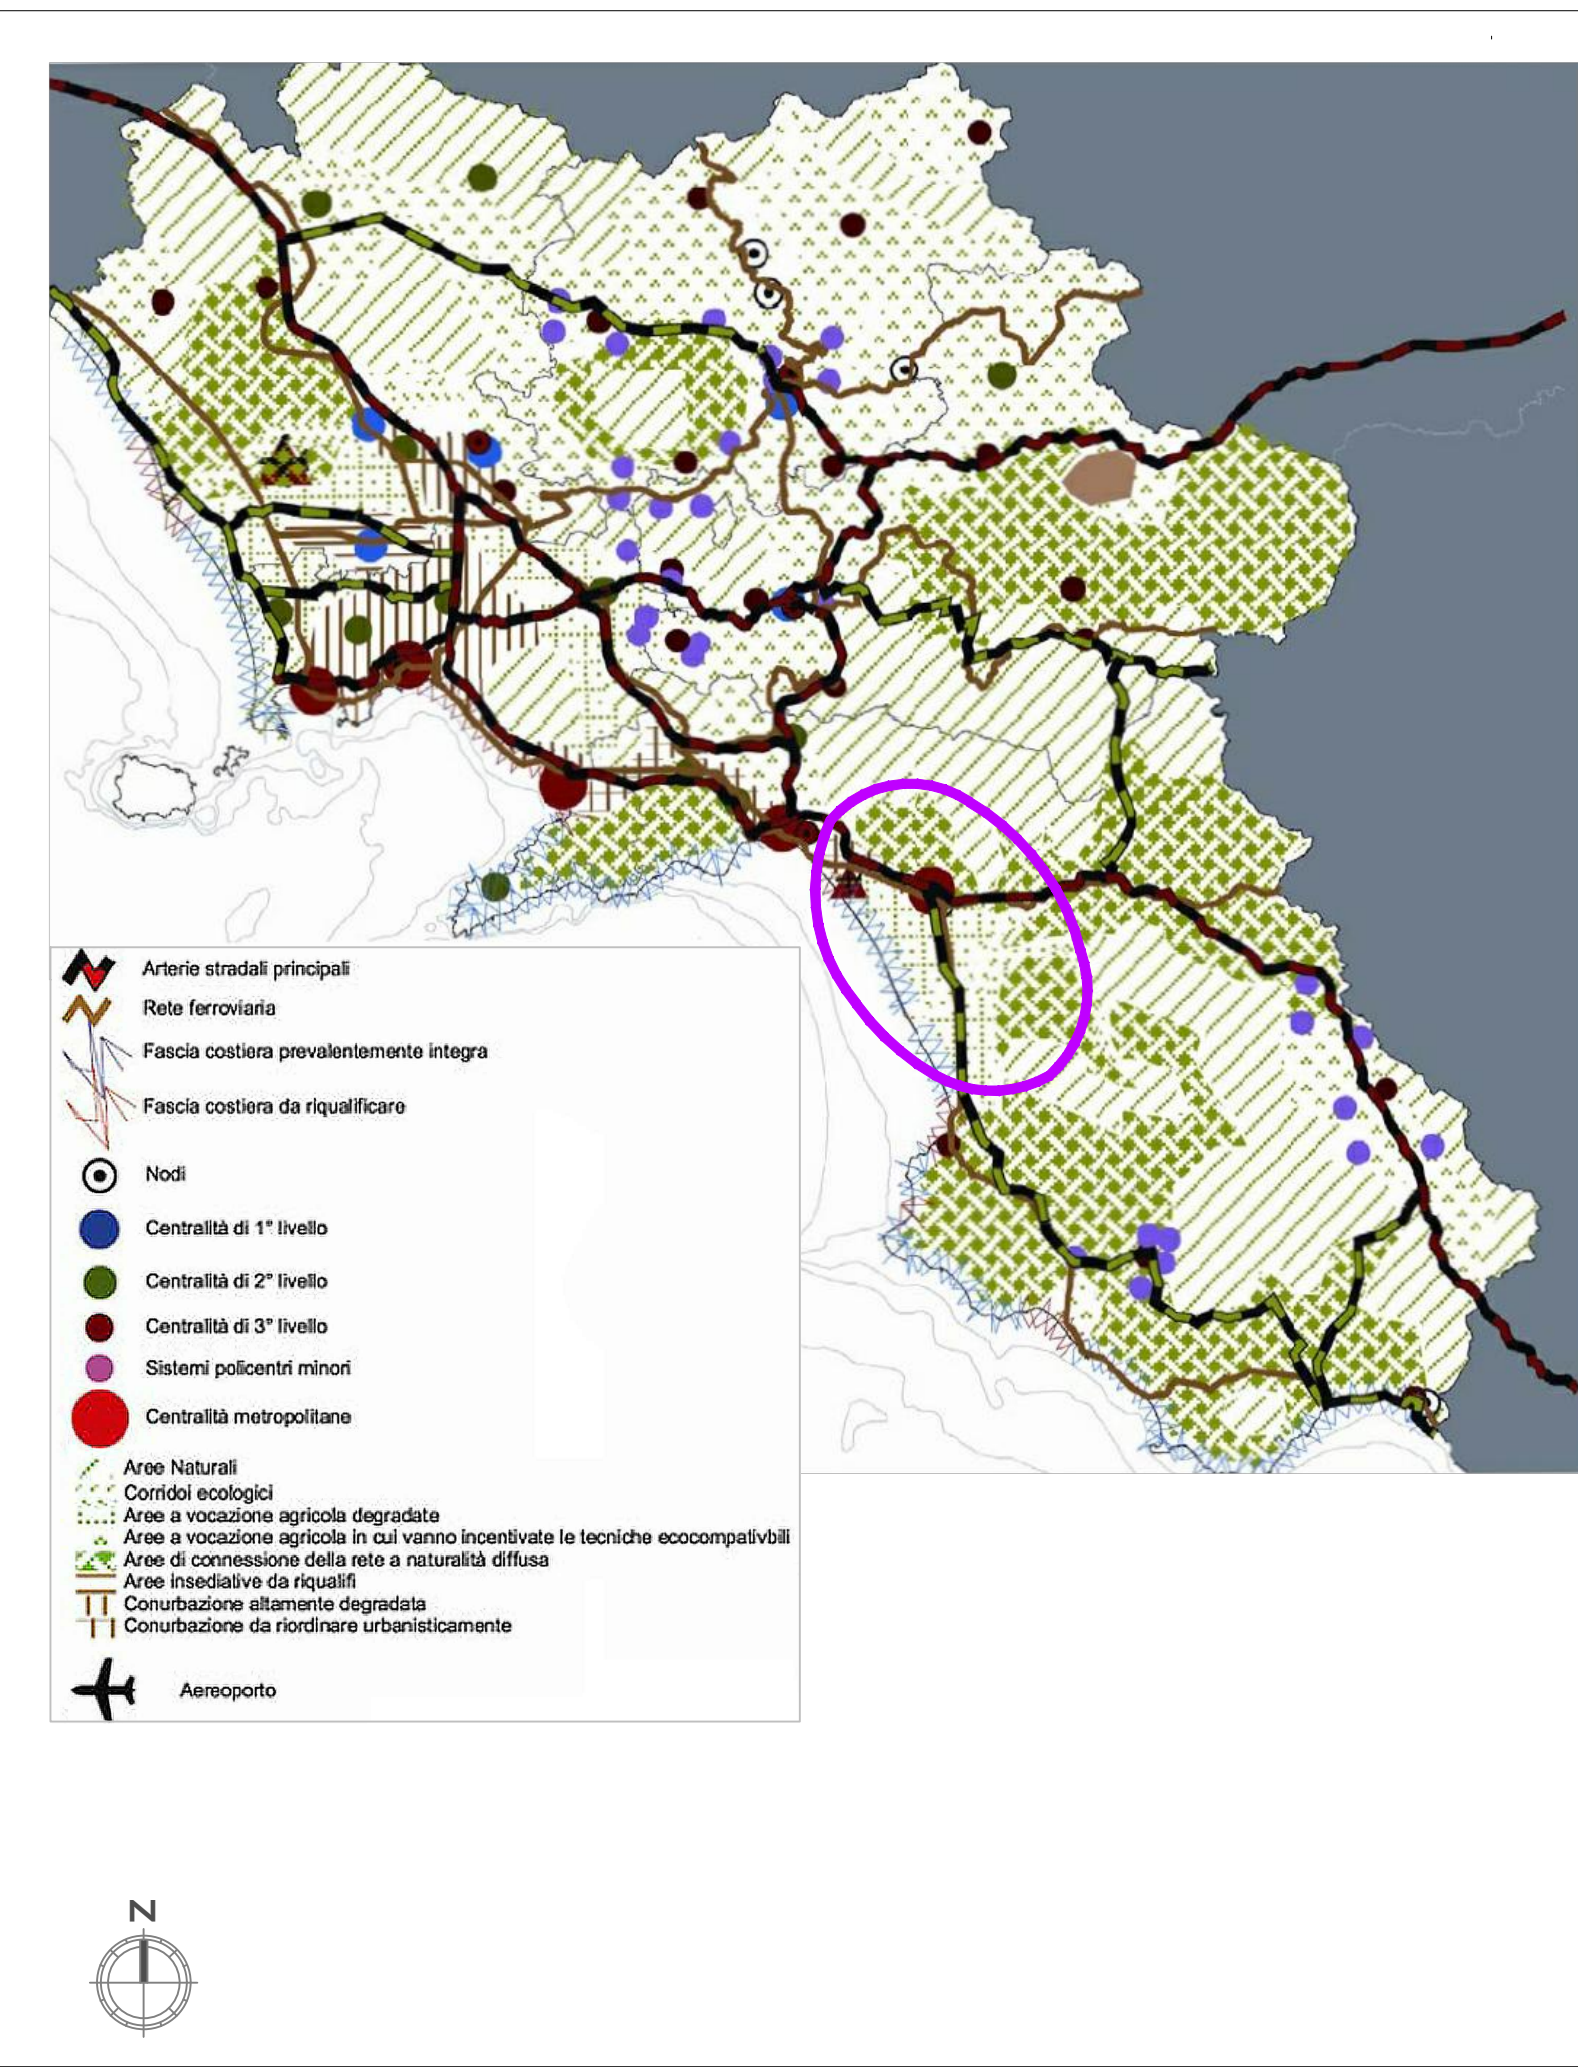 Arterie stradali principali
Rete ferroviaria
Fascia costiera prevalentemente integra
Fascia costiera da riqualificare
Nodi
Centralità di 1° livello
Centralità di 2° livello
Centralità di 3° livello
Sistemi policentri minori
Centralità metropolitane
Aree Naturali
Corridoi ecologici
Aree a vocazione agricola degradate
Aree a vocazione agricola in cui vanno incentivate le tecniche ecocompativbili
Aree di connessione della rete a naturalità diffusa
Aree insediative da riqualifi
Conurbazione altamente degradata
Conurbazione da riordinare urbanisticamente
Aereoporto
N